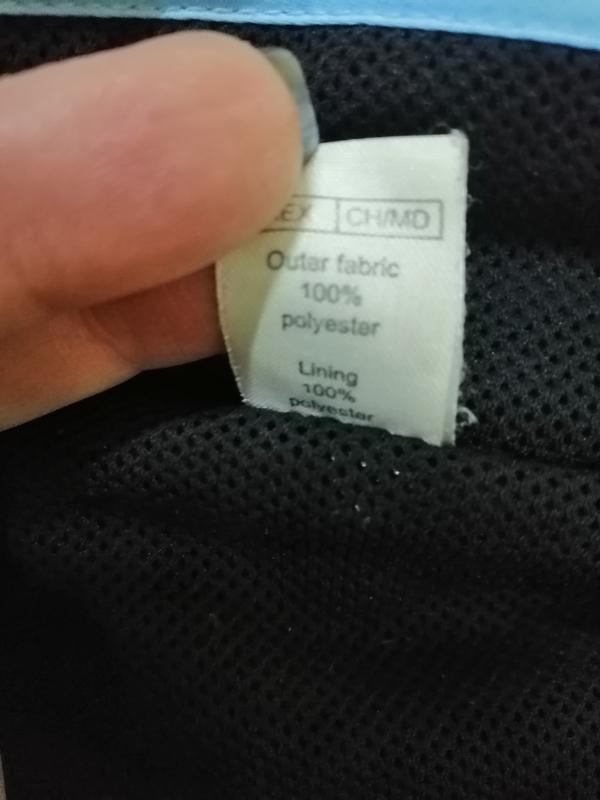 CH/MD
Outer fabric
100%
polyester
Lining
100%
polyester